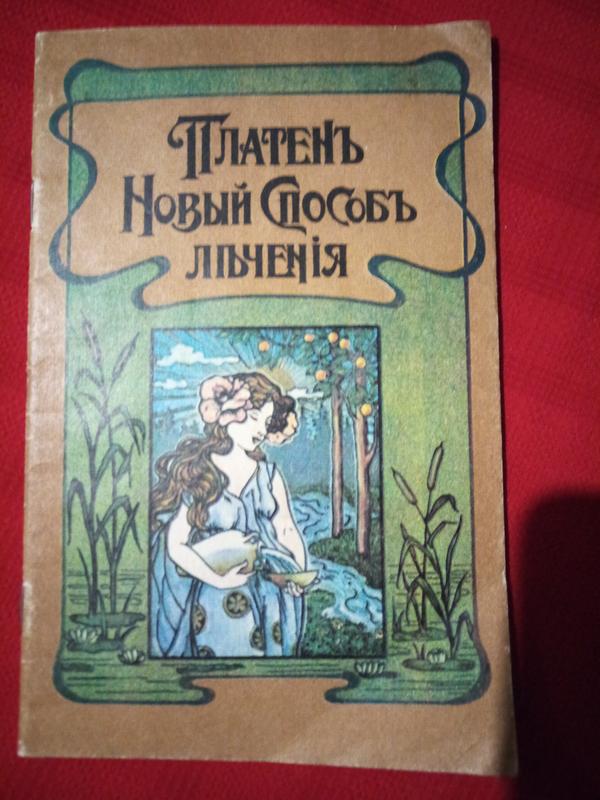 Платенъ
Новый Способъ
лѣченія